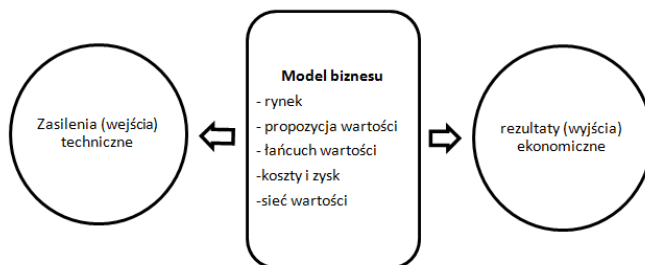 Zasilenia (wejścia)
techniczne
Model biznesu
- rynek
- propozycja wartości
- łańcuch wartości
-koszty i zysk
-sieć wartości
rezultaty (wyjścia)
ekonomiczne